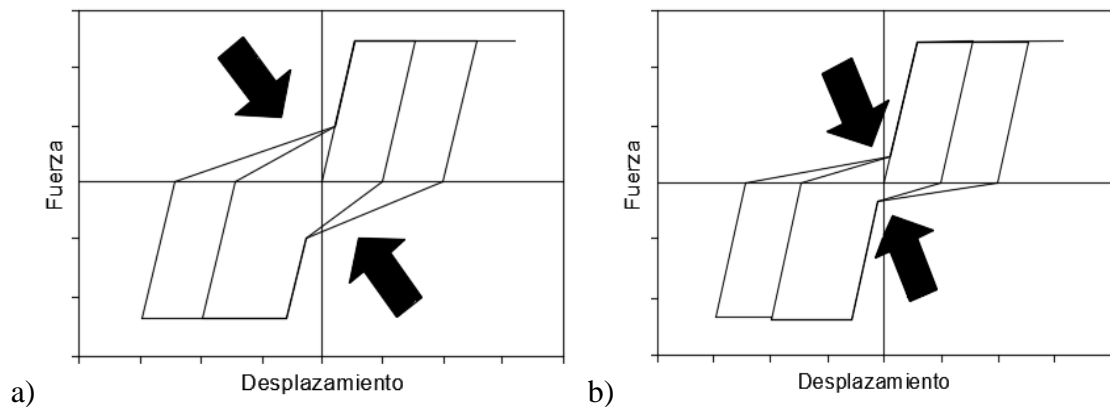 Fuerza
Desplazamiento
a)
Fuerza
Desplazamiento
b)